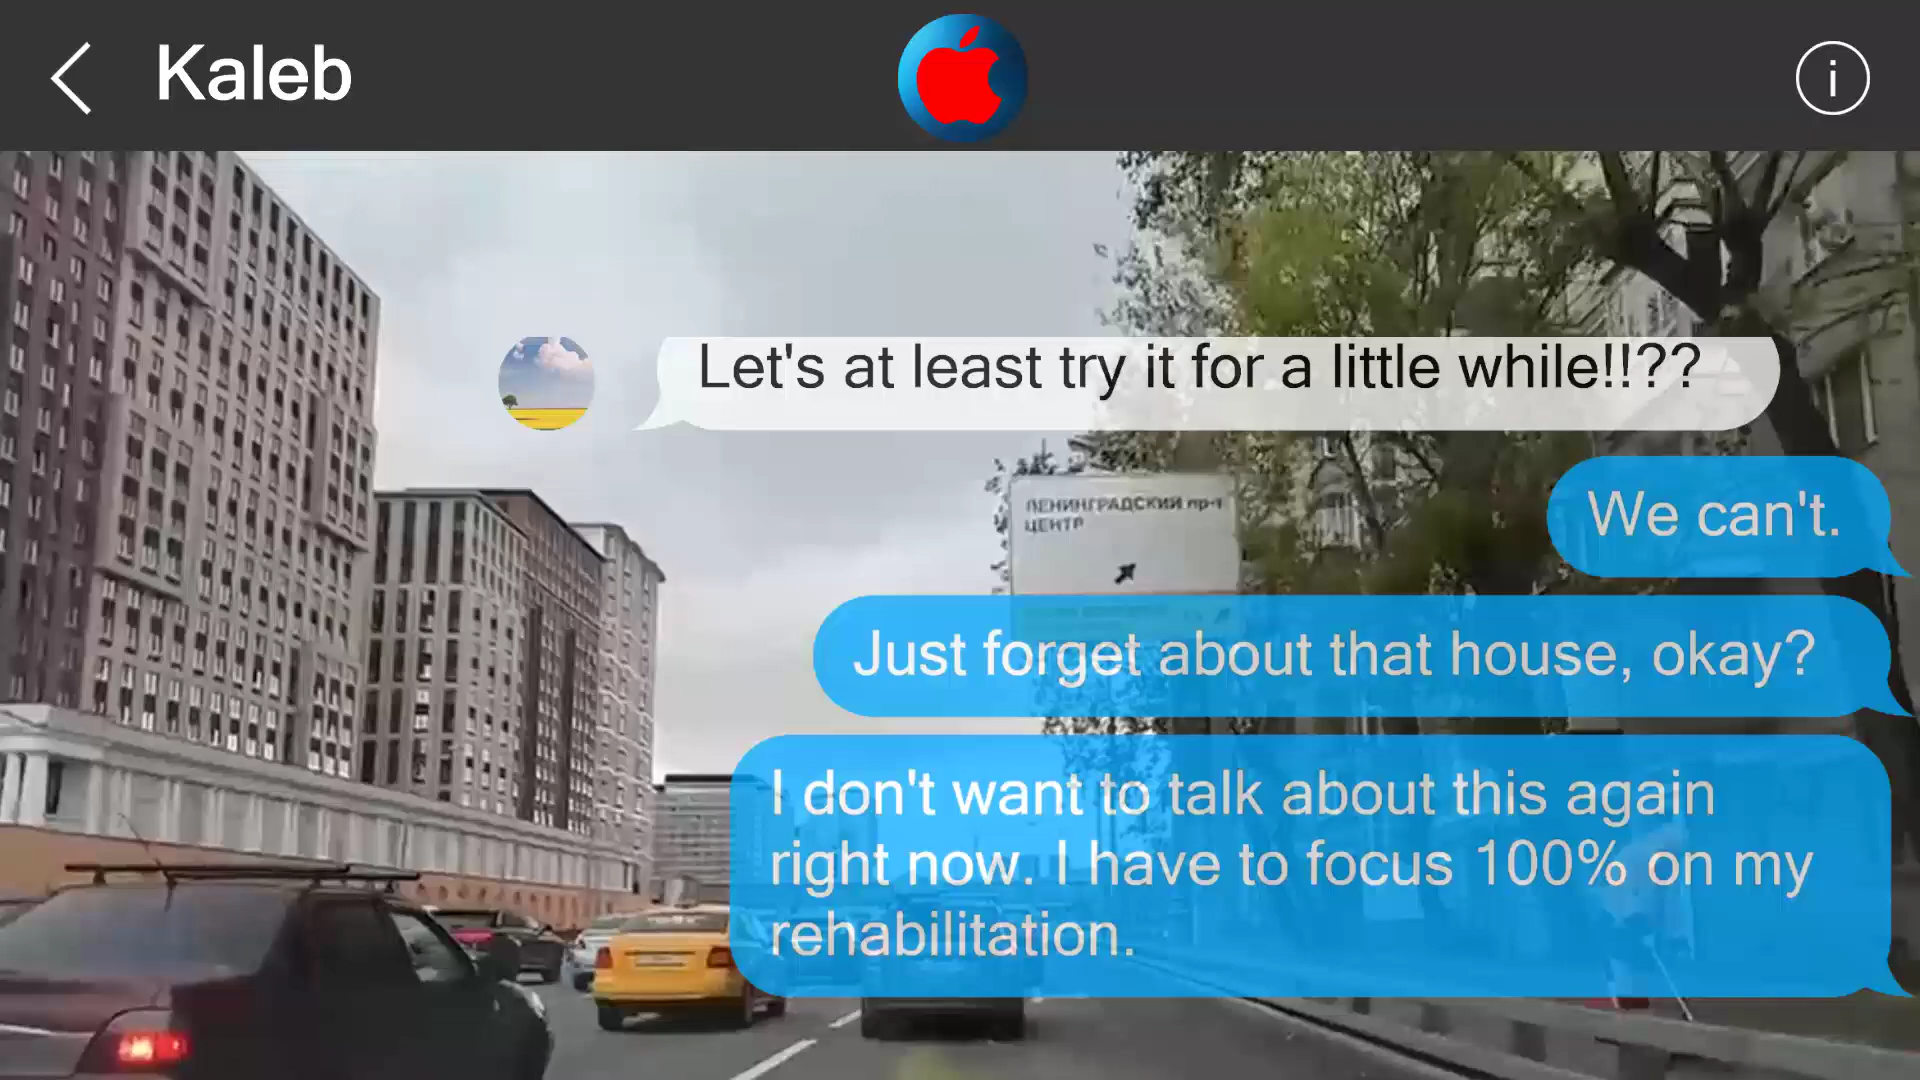 Kaleb
Let's at least try it for a little while!!??
We can't.
ЛЕНИНГРАДСКИЙ пр-т
ЦЕНТР
Just forget about that house, okay?
I don't want to talk about this again
right now. I have to focus 100% on my
rehabilitation.